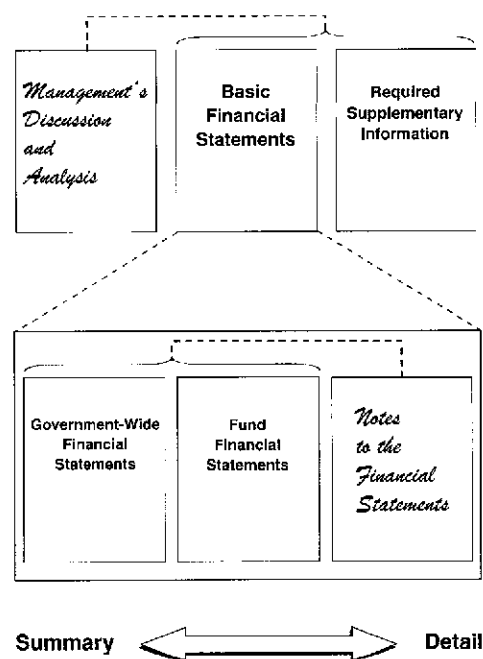 Management's
Discussion
and
Analysis
Basic
Financial
Statements
Required
Supplementary
Information
Government-Wide
Financial
Statements
Fund
Financial
Statements
Notes
to the
Financial
Statements
Summary
Detail